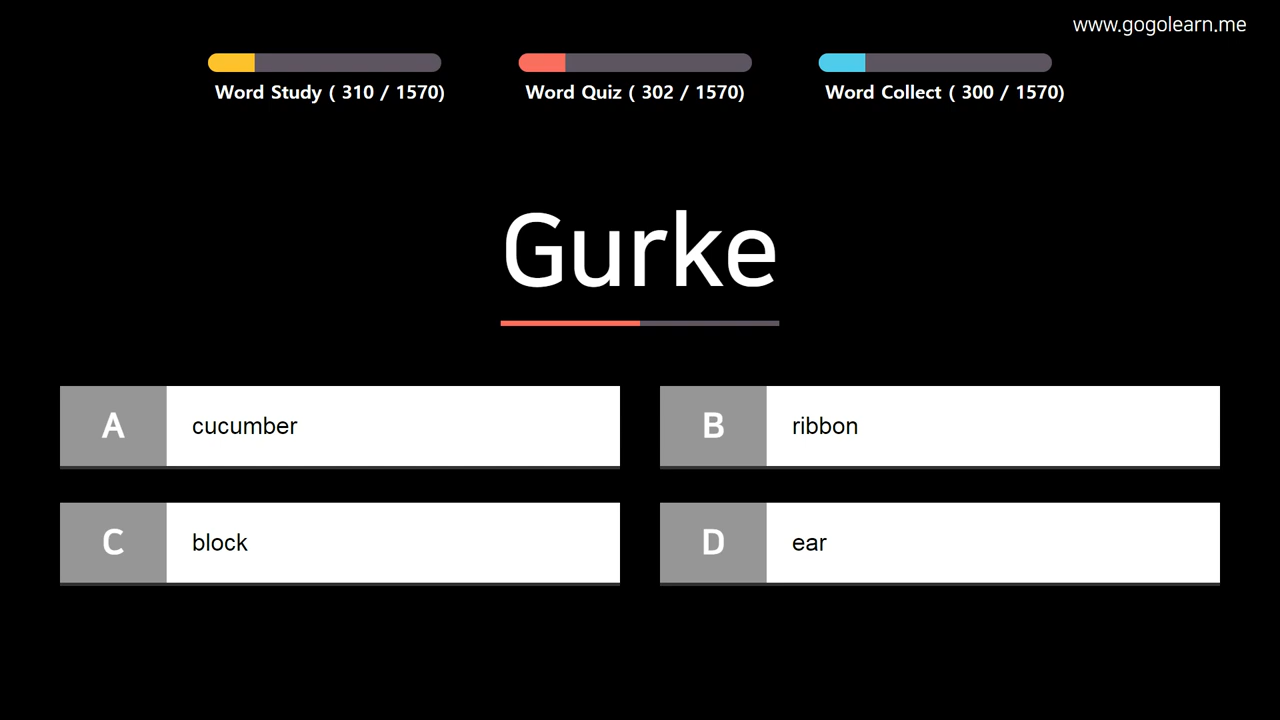 www.gogolearn.me
Word Study ( 310 / 1570)
Word Quiz ( 302 / 1570)
Word Collect ( 300 / 1570)
Gurke
A cucumber
B ribbon
C block
D ear